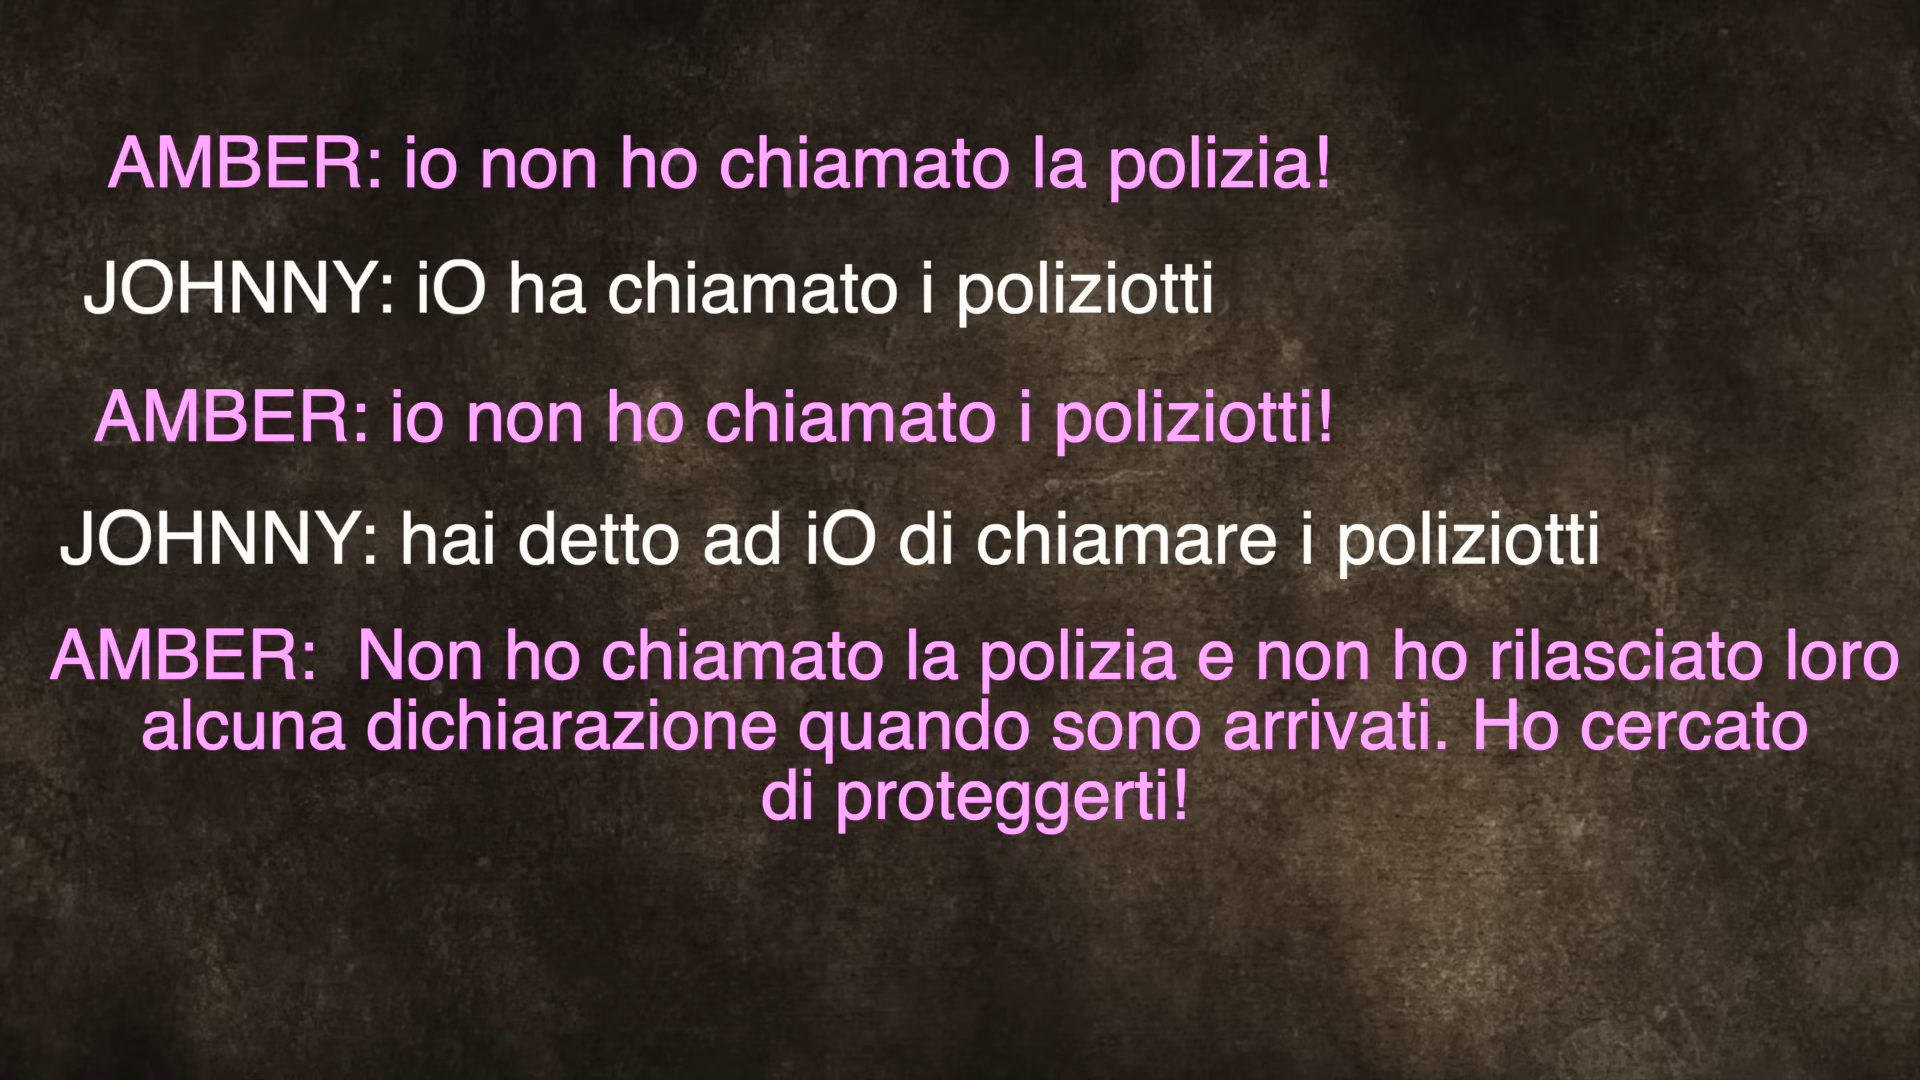 AMBER: io non ho chiamato la polizia!
JOHNNY: iO ha chiamato i poliziotti
AMBER: io non ho chiamato i poliziotti!
JOHNNY: hai detto ad iO di chiamare i poliziotti
AMBER:  Non ho chiamato la polizia e non ho rilasciato loro
alcuna dichiarazione quando sono arrivati. Ho cercato
di proteggerti!